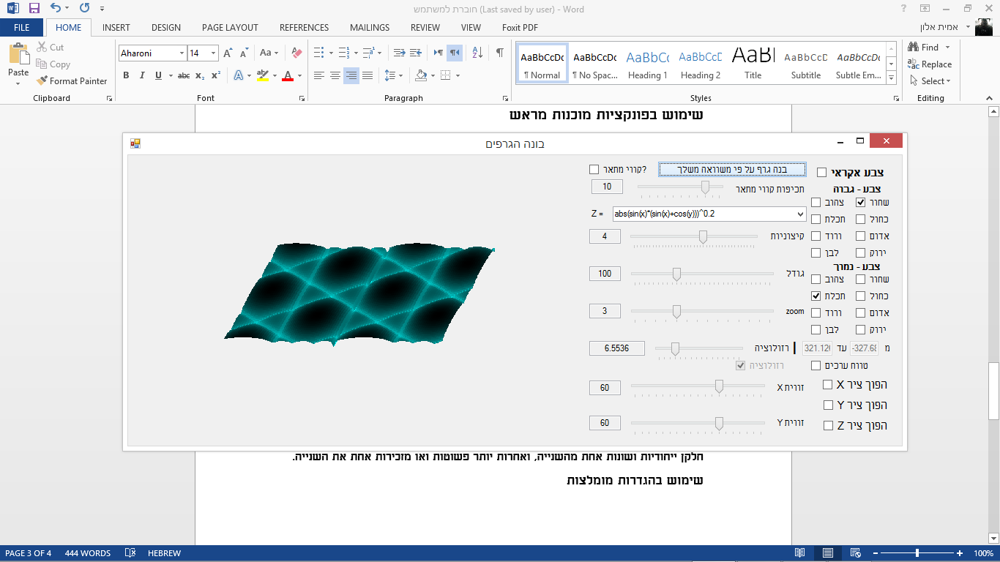 חוברת למשתמש (Last saved by user) - Word
FILE HOME INSERT DESIGN PAGE LAYOUT REFERENCES MAILINGS REVIEW VIEW Foxit PDF אמית אלון
Paste
Cut
Copy
Format Painter
Clipboard
Aharoni 14
Font
Paragraph
AaBbCcDc ¶ Normal
AaBbCcDc ¶ No Spac...
AaBbCc Heading 1
AaBbCcC Heading 2
AaB Title
AaBbCcD Subtitle
AaBbCcDc Subtle Em...
Styles
Find
Replace
Select
Editing
שימוש בפונקציות מוכנות מראש
בונה הגרפים
צבע אקראי
בנה גרף על פי משוואה משלך
קווי מתאר?
צבע - גבוה
תכיפות קווי מתאר 10
שחור צהוב
Z = abs(sin(x)*(sin(x)+cos(y)))^0.2
כחול תכלת
אדום ורוד
קיצוניות 4
ירוק לבן
צבע - נמוך
גודל 100
שחור צהוב
כחול תכלת
zoom 3
אדום ורוד
ירוק לבן
מ -327.68 עד 321.126 | רזולוציה 6.5536
טווח ערכים רזולוציה
הפוך ציר X
זווית X 60
הפוך ציר Y
הפוך ציר Z
זווית Y 60
חלקן ייחודיות ושונות אחת מהשנייה, ואחרות יותר פשוטות ואו מזכירות אחת את השנייה.
שימוש בהגדרות מומלצות
PAGE 3 OF 4 444 WORDS HEBREW 100%